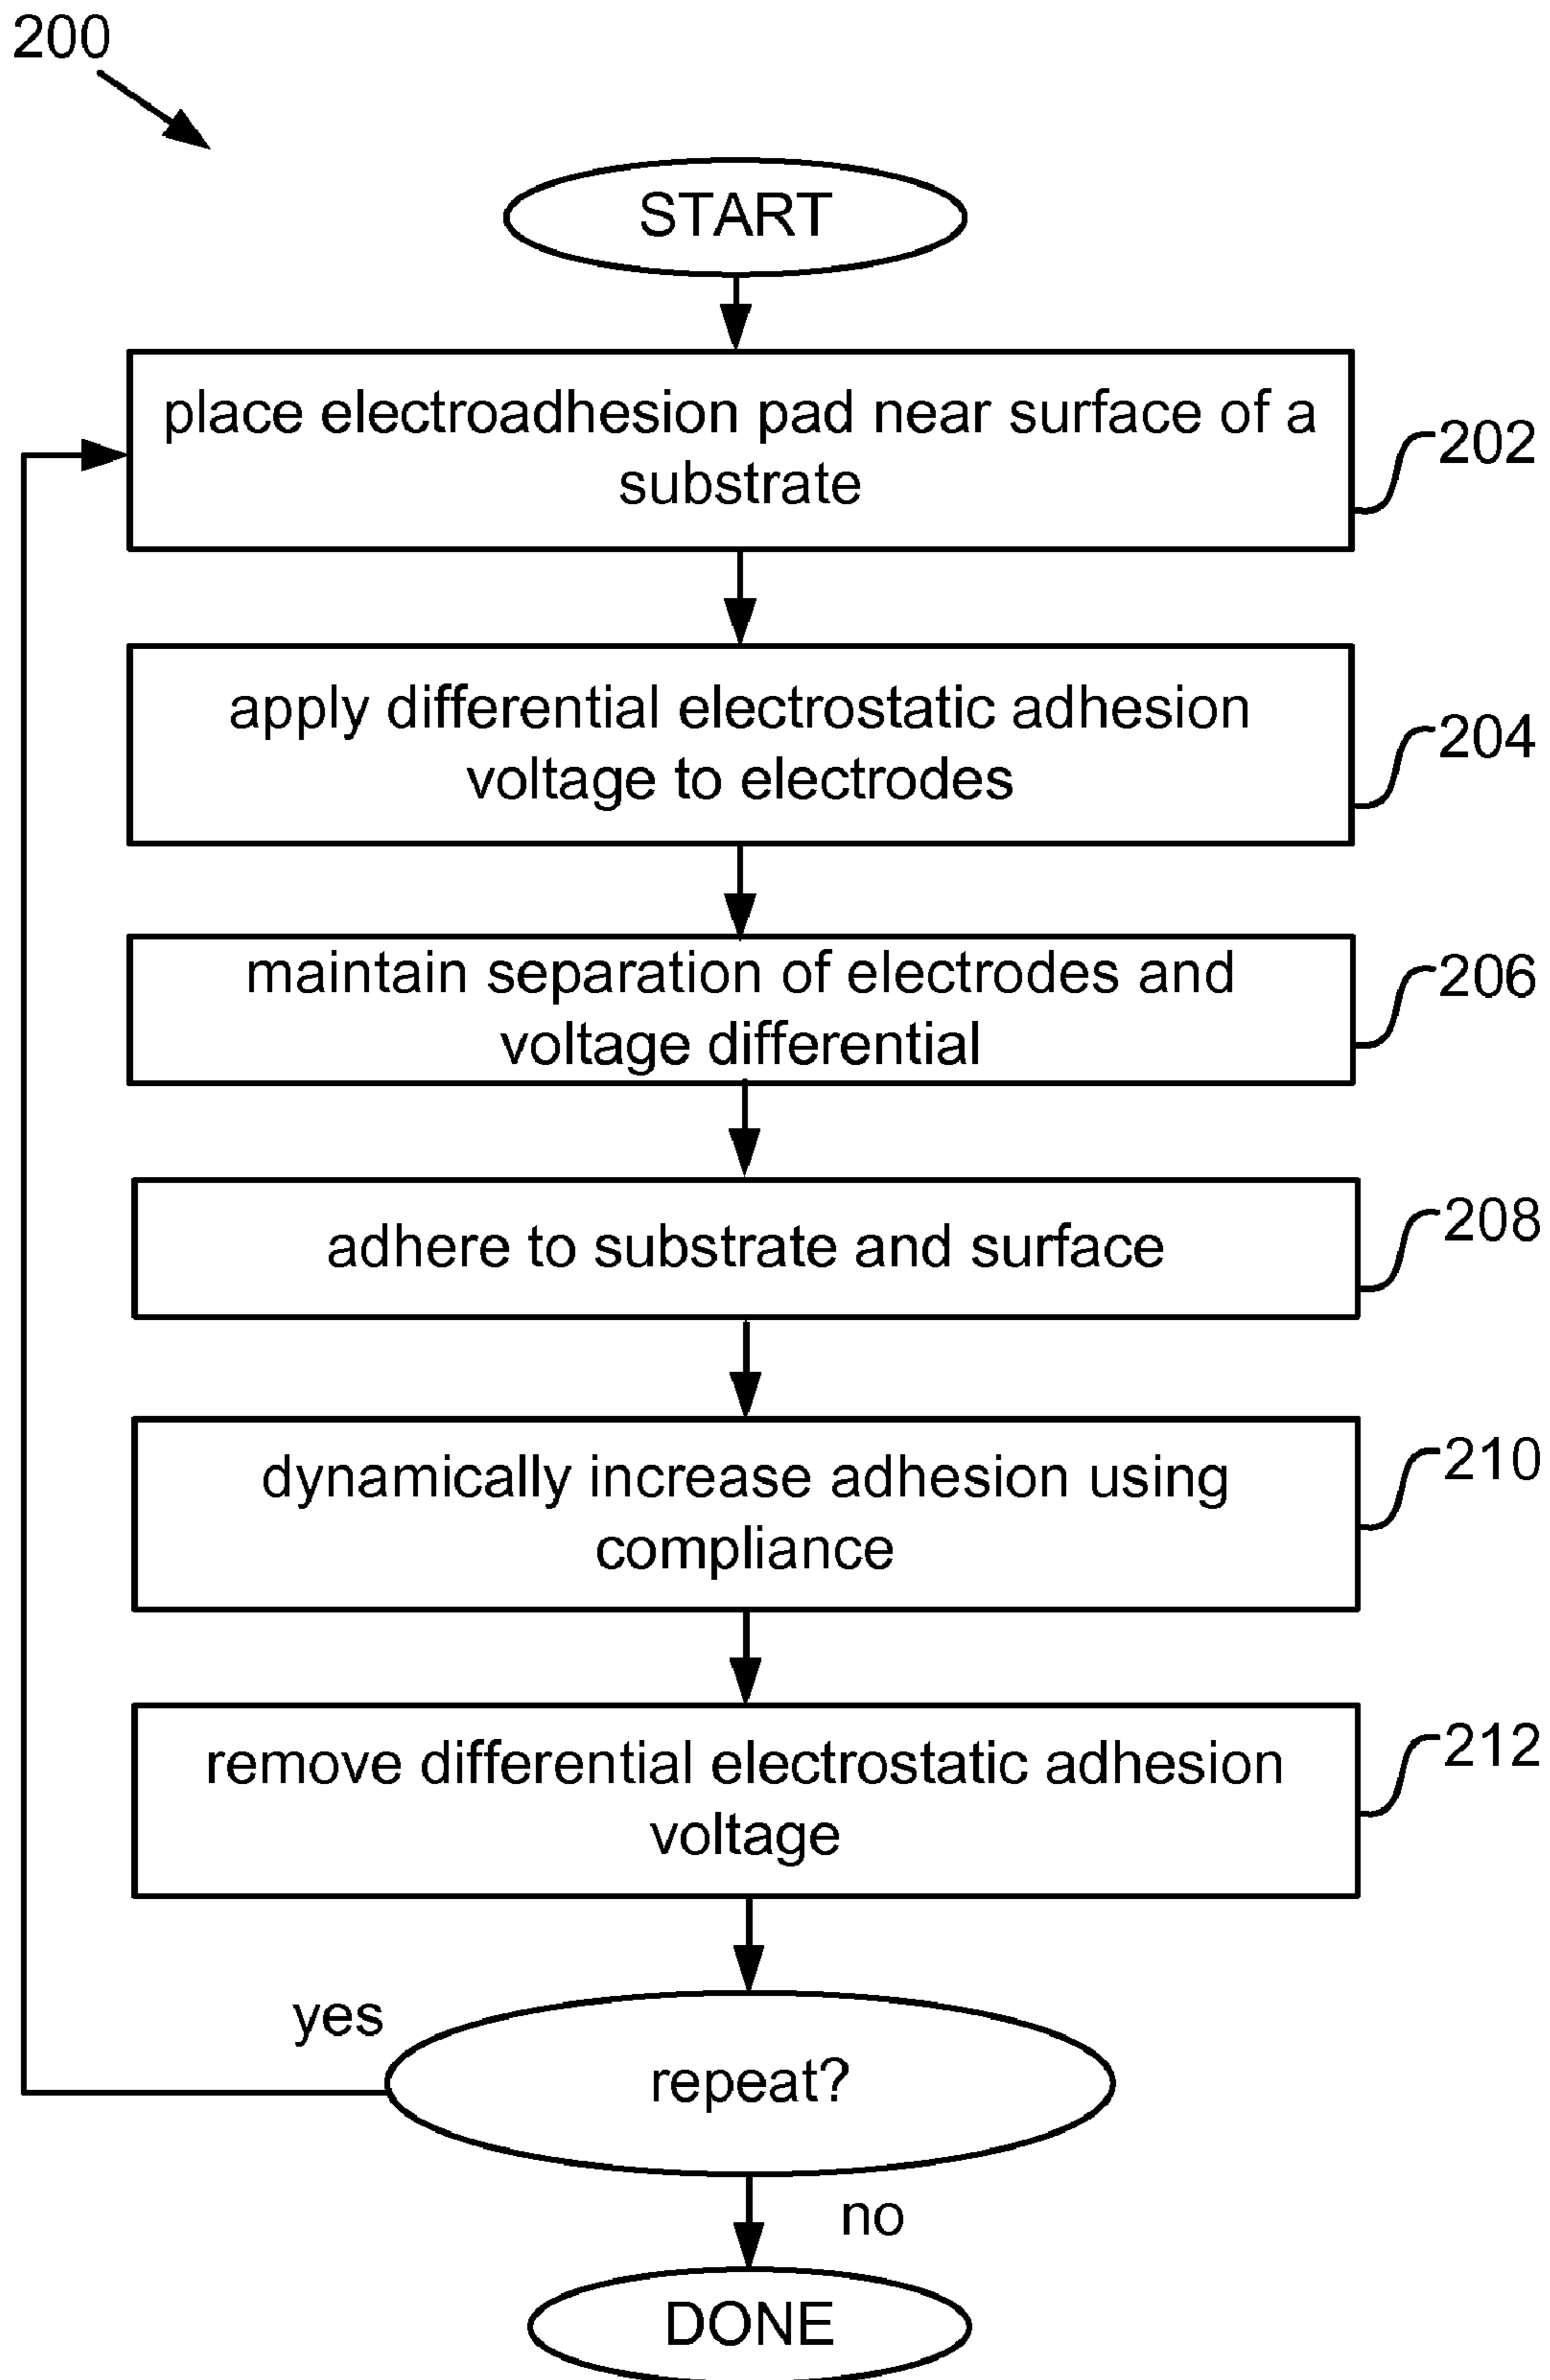 200
START
place electroadhesion pad near surface of a
substrate
202
apply differential electrostatic adhesion
voltage to electrodes
204
maintain separation of electrodes and
voltage differential
206
adhere to substrate and surface
208
dynamically increase adhesion using
compliance
210
remove differential electrostatic adhesion
voltage
212
yes
repeat?
no
DONE